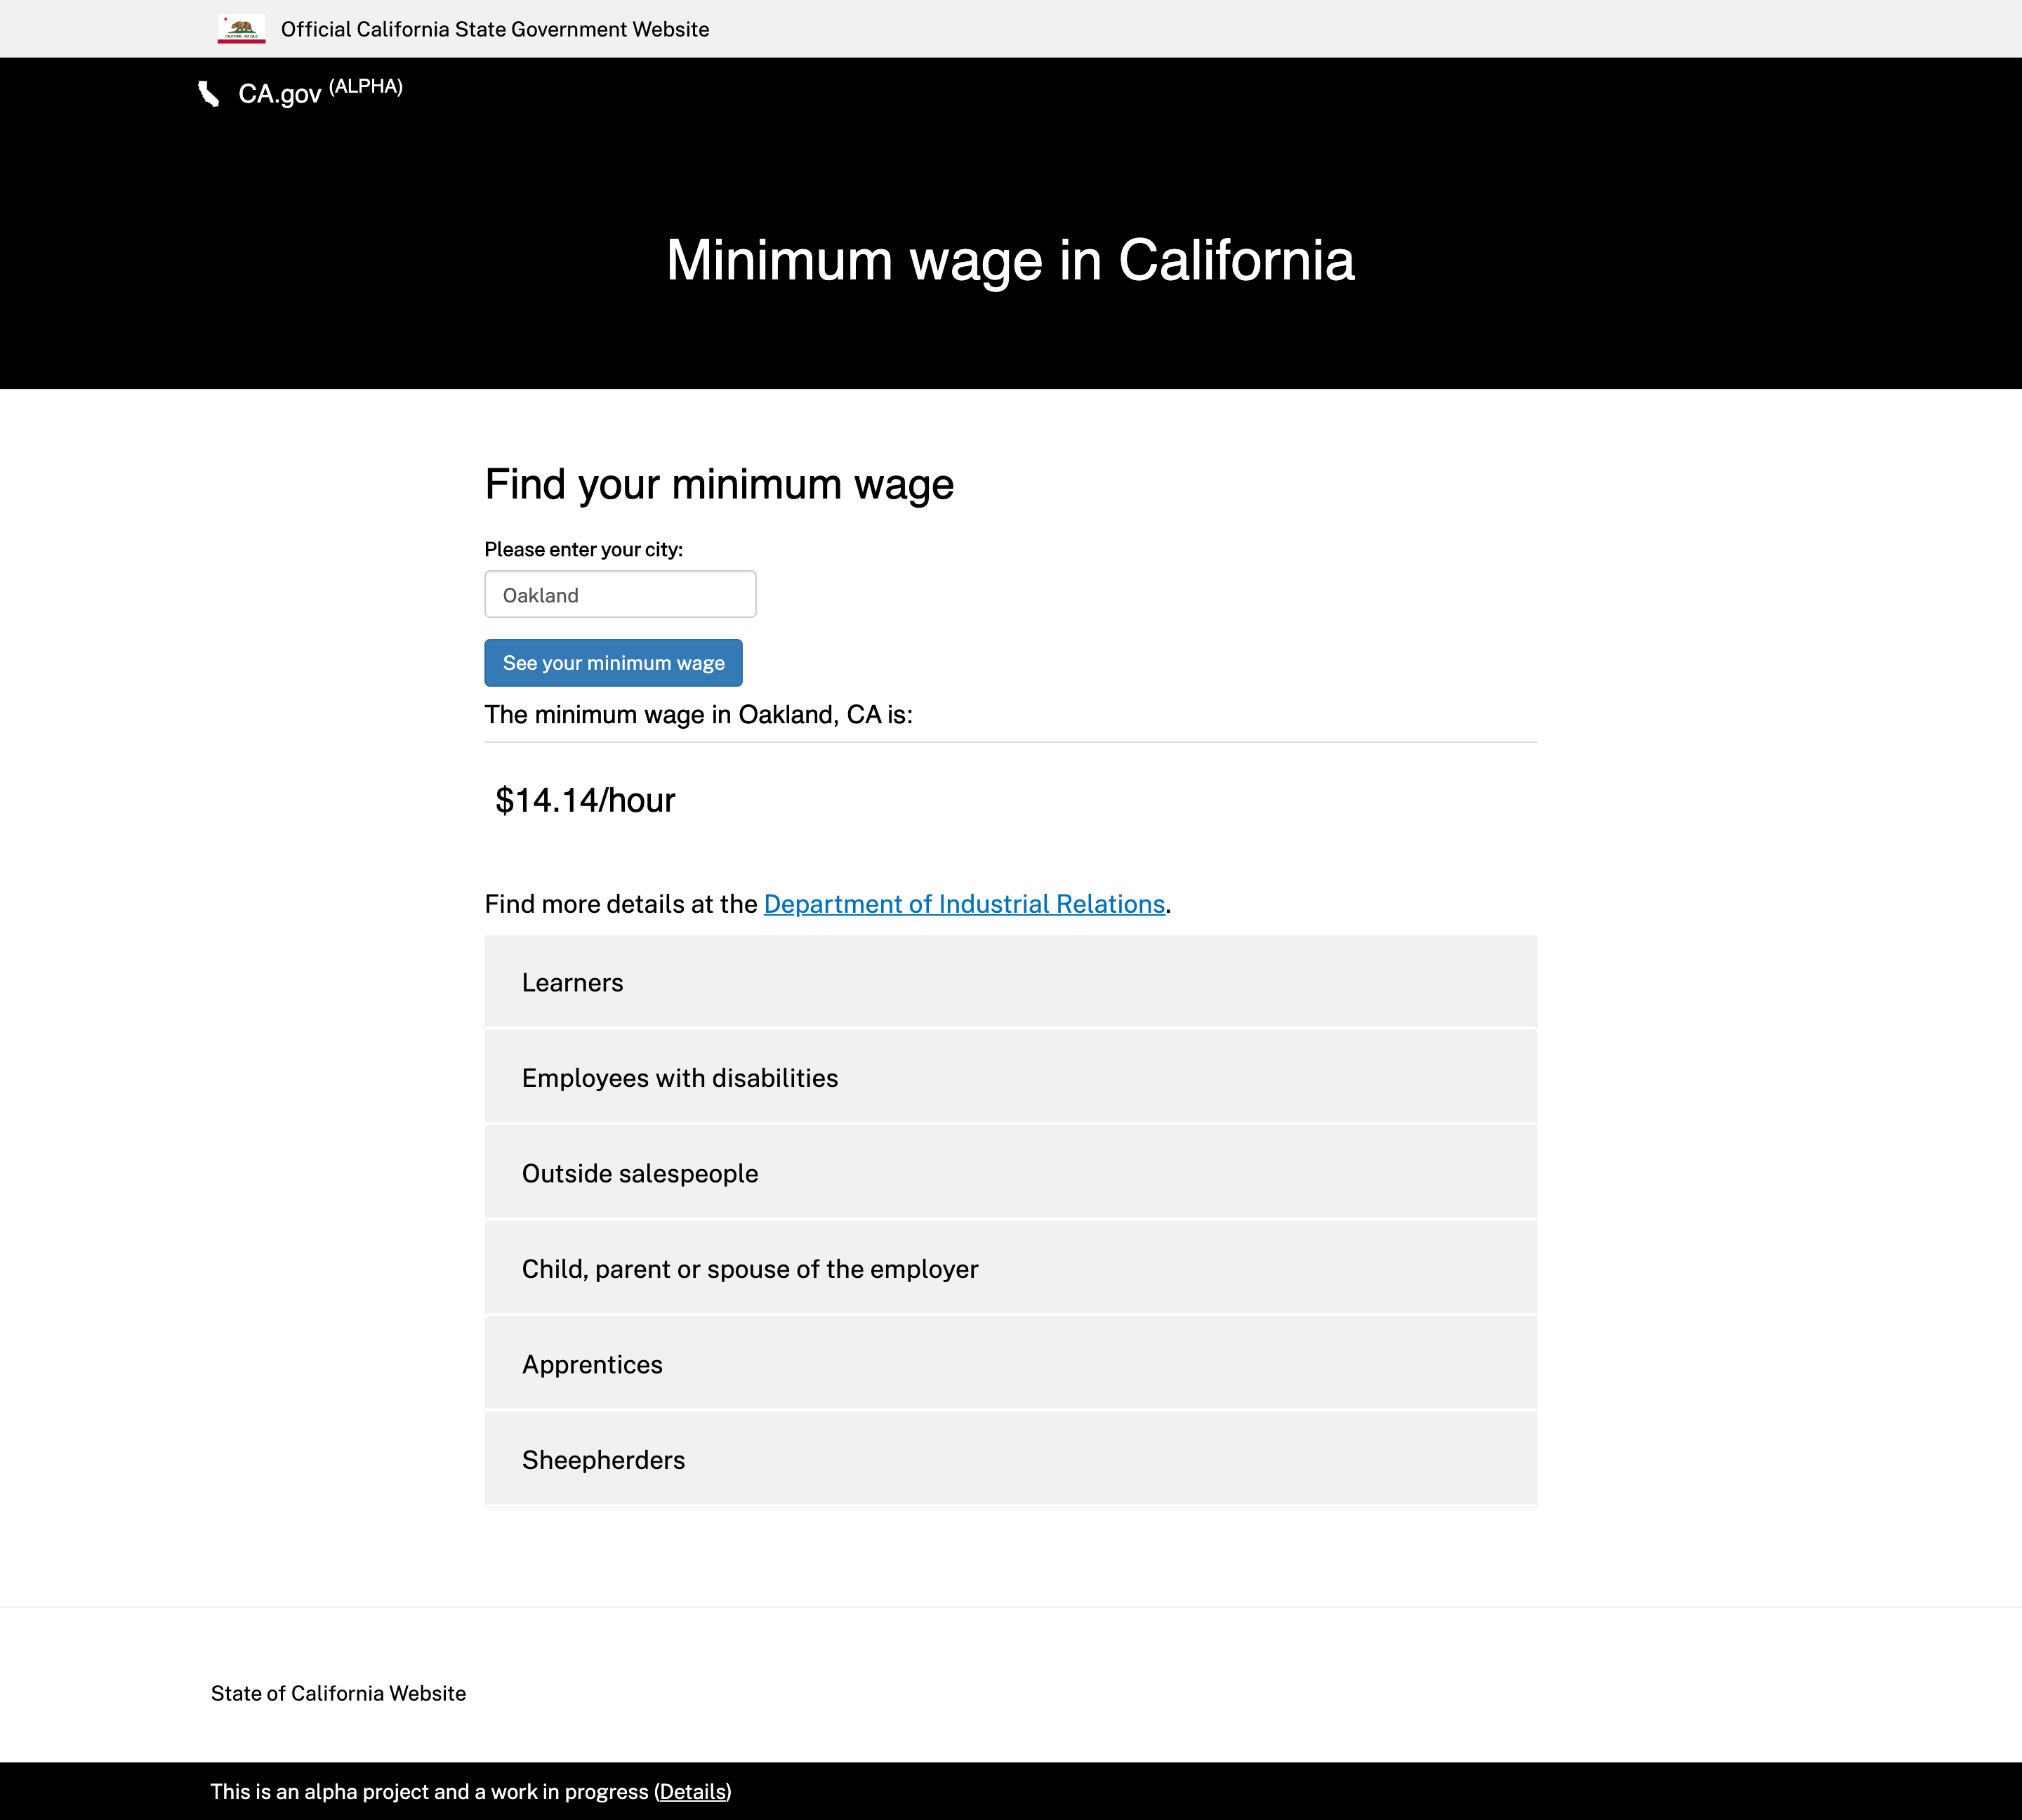 Official California State Government Website
CA.gov (ALPHA)
Minimum wage in California
Find your minimum wage
Please enter your city:
Oakland
See your minimum wage
The minimum wage in Oakland, CA is:
$14.14/hour
Find more details at the Department of Industrial Relations.
Learners
Employees with disabilities
Outside salespeople
Child, parent or spouse of the employer
Apprentices
Sheepherders
State of California Website
This is an alpha project and a work in progress (Details)